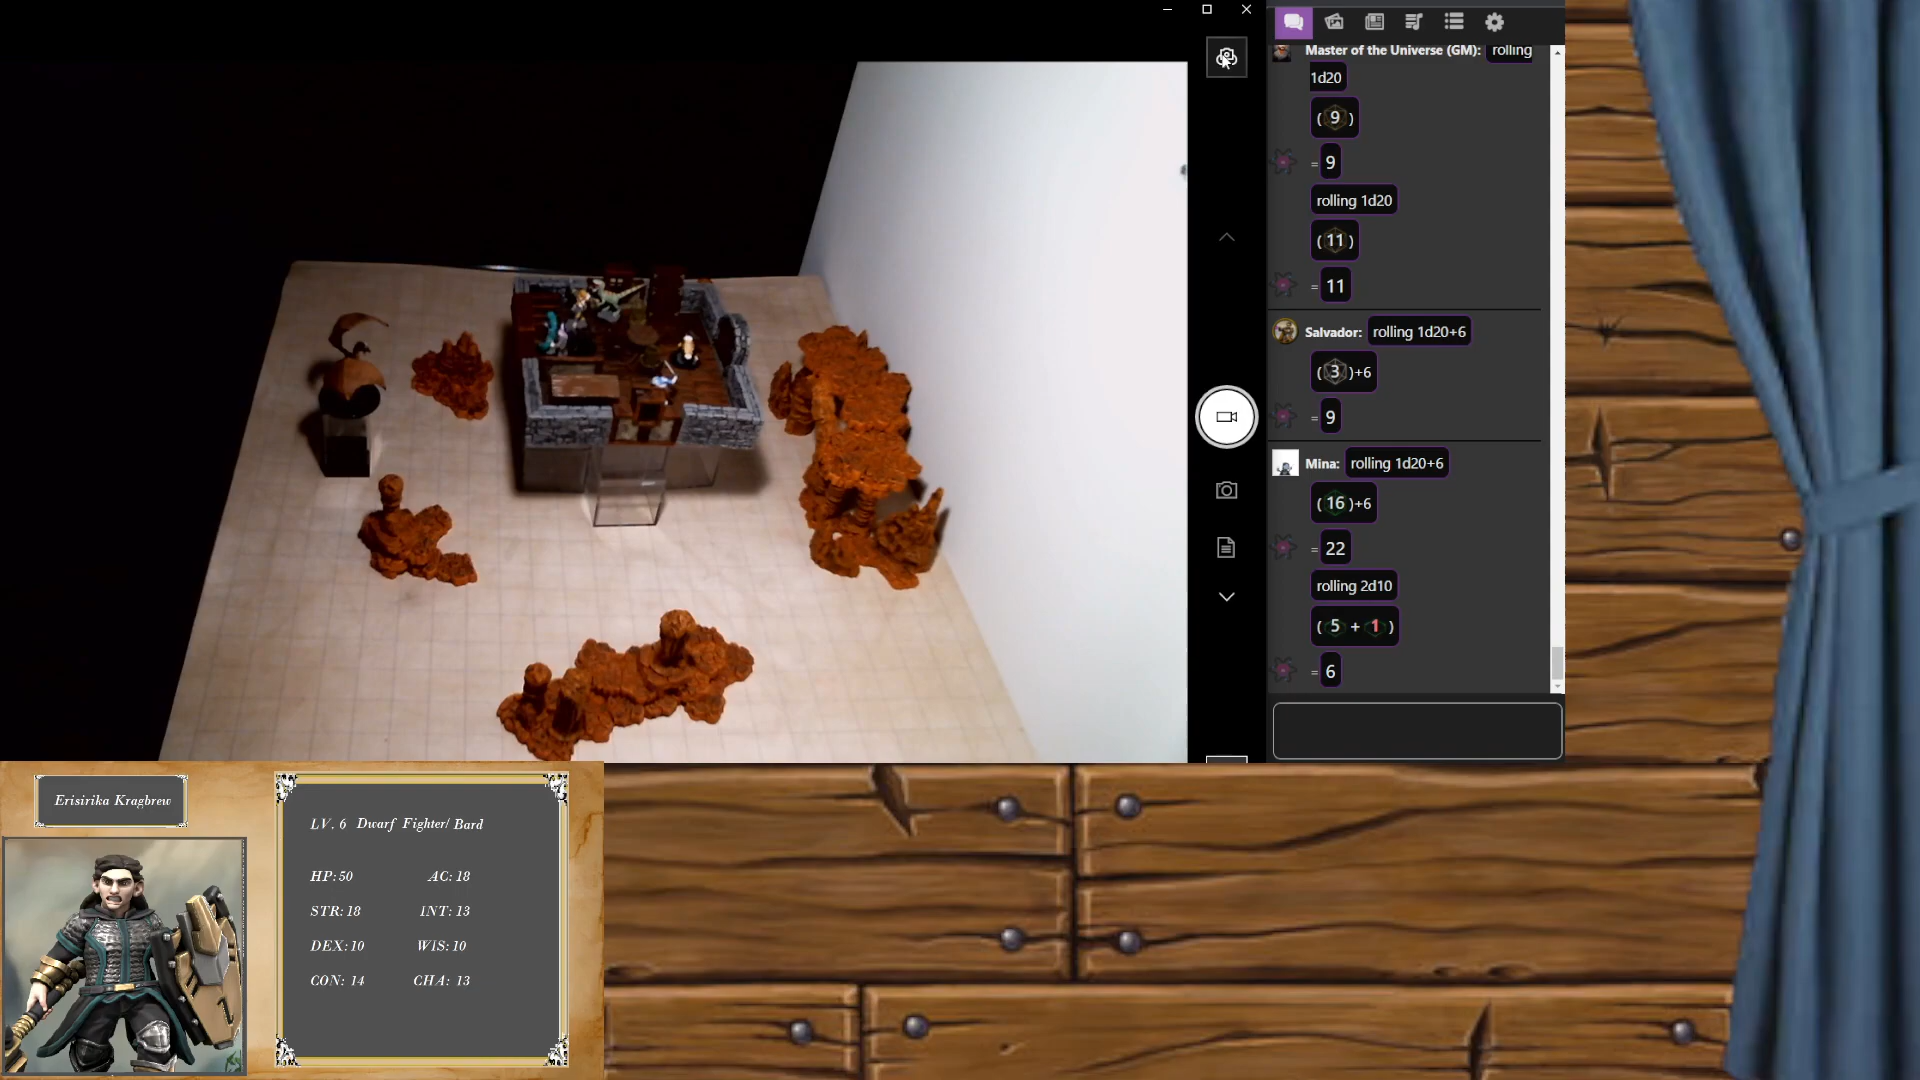 Master of the Universe (GM): rolling
1d20
(9)
= 9
rolling 1d20
(11)
= 11
Salvador: rolling 1d20+6
(3)+6
= 9
Mina: rolling 1d20+6
(16)+6
= 22
rolling 2d10
(5 + 1)
= 6
Erisirika Kragbrew
LV. 6 Dwarf Fighter/ Bard
HP: 50 AC: 18
STR: 18 INT: 13
DEX: 10 WIS: 10
CON: 14 CHA: 13